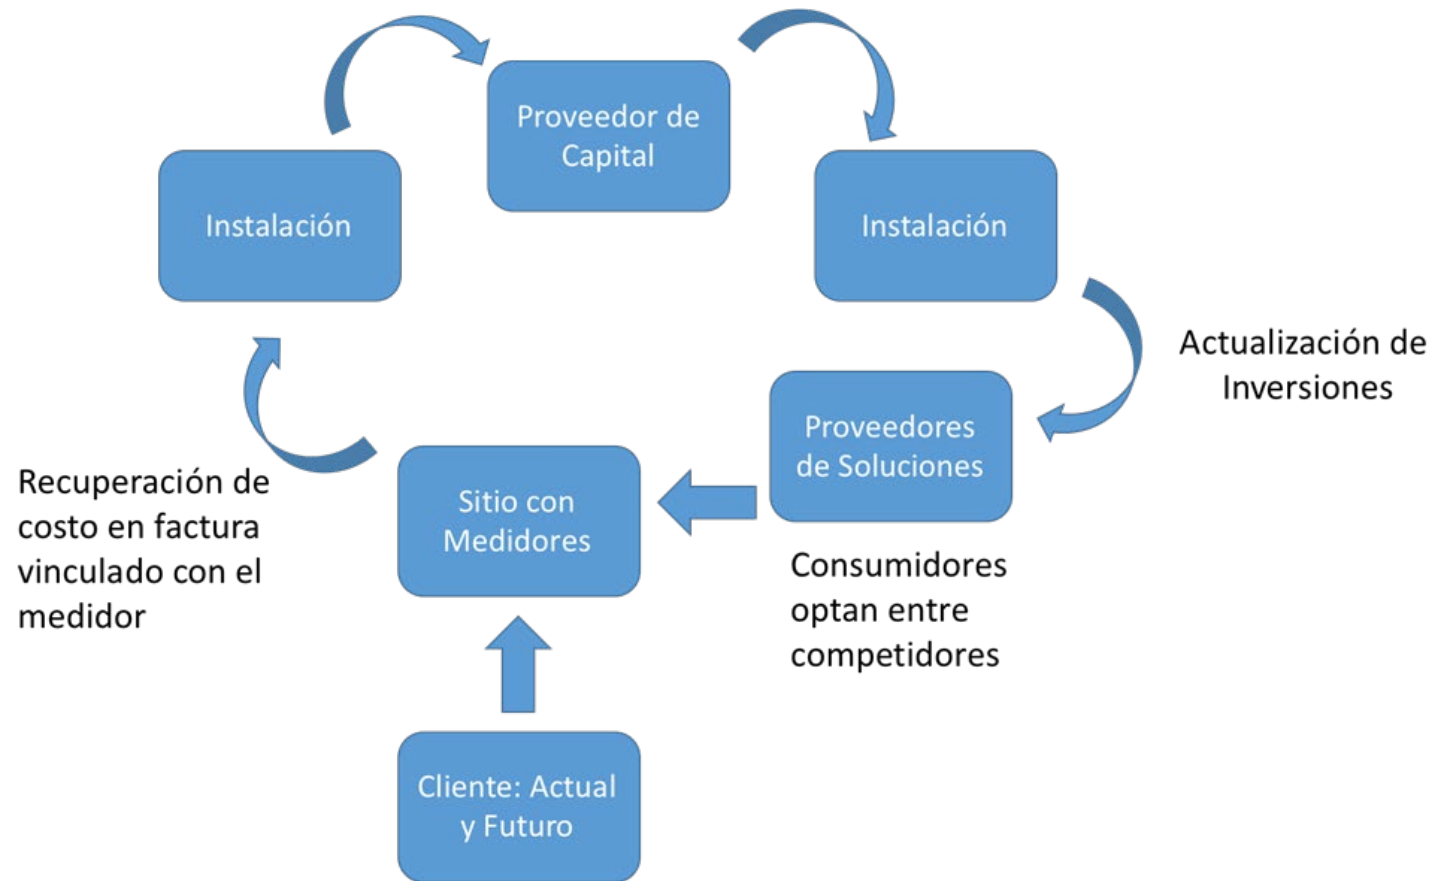 Proveedor de
Capital
Instalación
Instalación
Actualización de
Inversiones
Proveedores
de Soluciones
Sitio con
Medidores
Recuperación de
costo en factura
vinculado con el
medidor
Consumidores
optan entre
competidores
Cliente: Actual
y Futuro